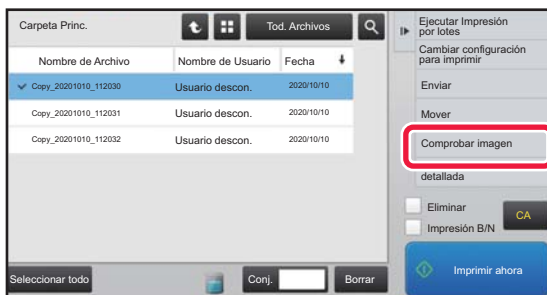 Carpeta Princ.
Tod. Archivos
Nombre de Archivo
Nombre de Usuario
Fecha
Copy_20201010_112030
Usuario descon.
2020/10/10
Copy_20201010_112031
Usuario descon.
2020/10/10
Copy_20201010_112032
Usuario descon.
2020/10/10
Seleccionar todo
Conj.
Borrar
Ejecutar Impresión
por lotes
Cambiar configuración
para imprimir
Enviar
Mover
Comprobar imagen
detallada
Eliminar
Impresión B/N
CA
Imprimir ahora